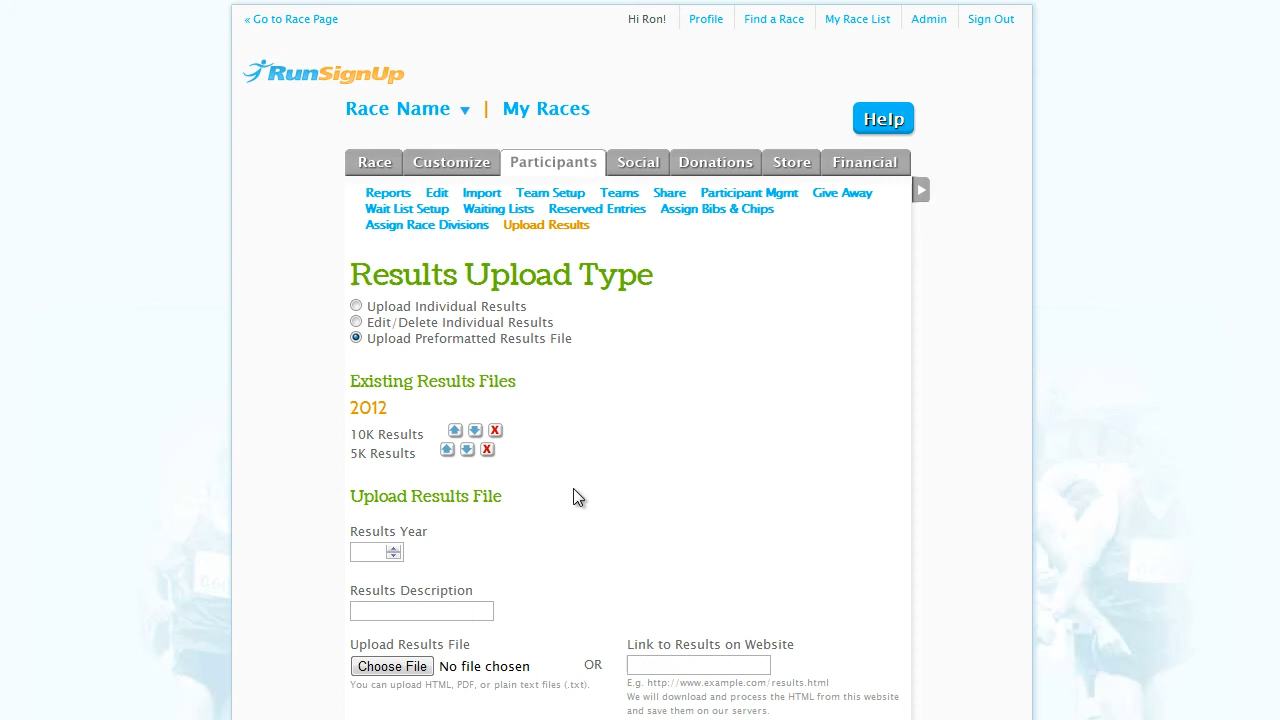 « Go to Race Page
Hi Ron! Profile Find a Race My Race List Admin Sign Out
RunSignUp
Race Name | My Races
Help
Race Customize Participants Social Donations Store Financial
Reports Edit Import Team Setup Teams Share Participant Mgmt Give Away
Wait List Setup Waiting Lists Reserved Entries Assign Bibs & Chips
Assign Race Divisions Upload Results
Results Upload Type
Upload Individual Results
Edit/Delete Individual Results
Upload Preformatted Results File
Existing Results Files
2012
10K Results
5K Results
Upload Results File
Results Year
Results Description
Upload Results File
Choose File No file chosen
You can upload HTML, PDF, or plain text files (.txt).
OR
Link to Results on Website
E.g. http://www.example.com/results.html
We will download and process the HTML from this website
and save them on our servers.